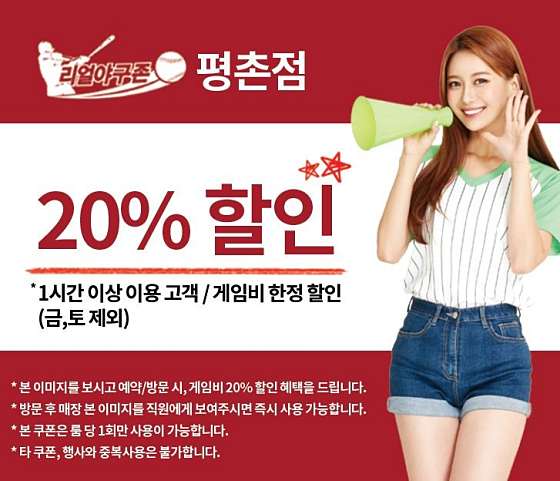 리얼야구존 평촌점
20% 할인
*1시간 이상 이용 고객 / 게임비 한정 할인
(금,토 제외)
* 본 이미지를 보시고 예약/방문 시, 게임비 20% 할인 혜택을 드립니다.
* 방문 후 매장 본 이미지를 직원에게 보여주시면 즉시 사용 가능합니다.
* 본 쿠폰은 룸 당 1회만 사용이 가능합니다.
* 타 쿠폰, 행사와 중복사용은 불가합니다.